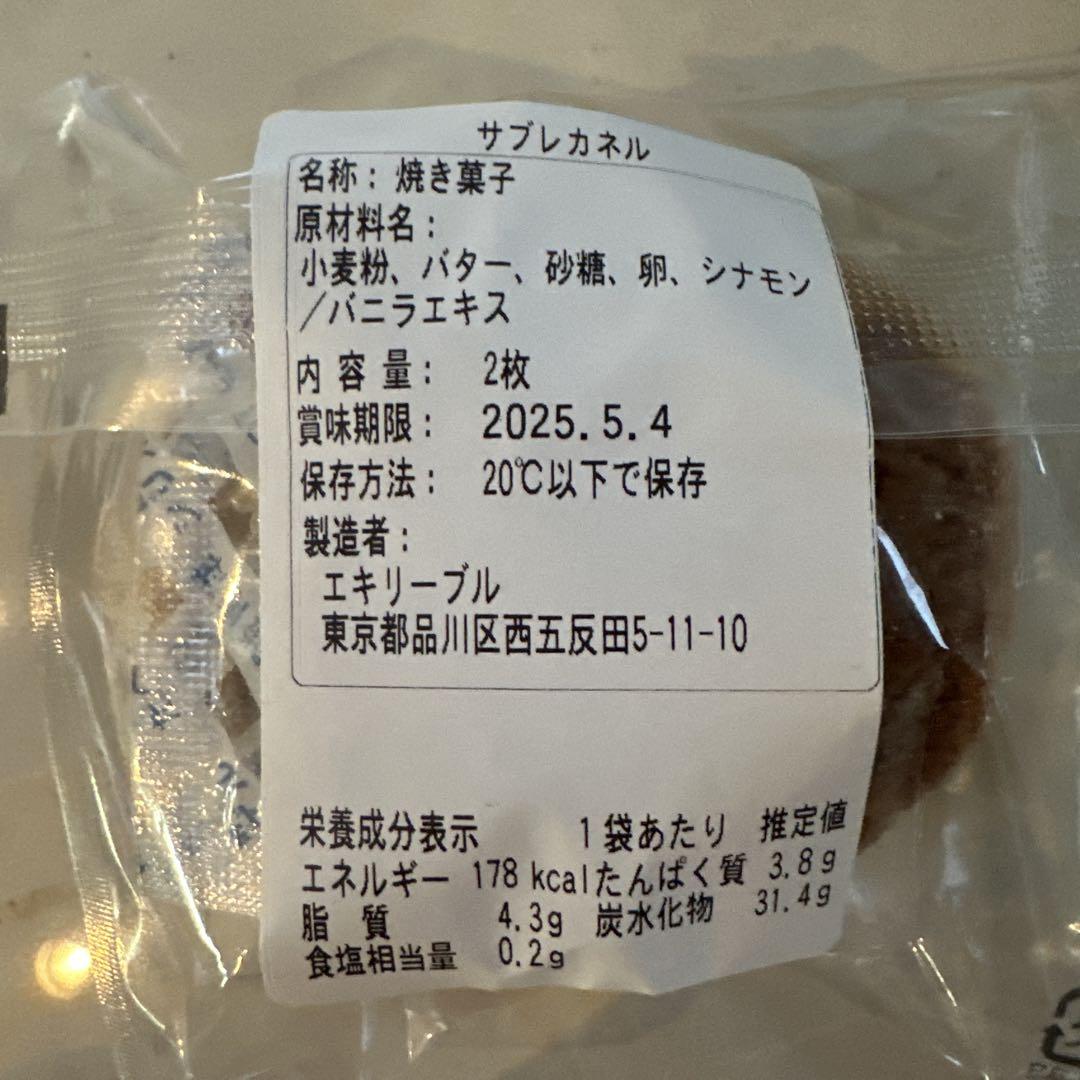 サブレカネル
名称: 焼き菓子
原材料名:
小麦粉、バター、砂糖、卵、シナモン
/バニラエキス
内容量: 2枚
賞味期限: 2025.5.4
保存方法: 20℃以下で保存
製造者:
エキリーブル
東京都品川区西五反田5-11-10
栄養成分表示 1袋あたり 推定値
エネルギー 178 kcal たんぱく質 3.8g
脂質 4.3g 炭水化物 31.4g
食塩相当量 0.2g